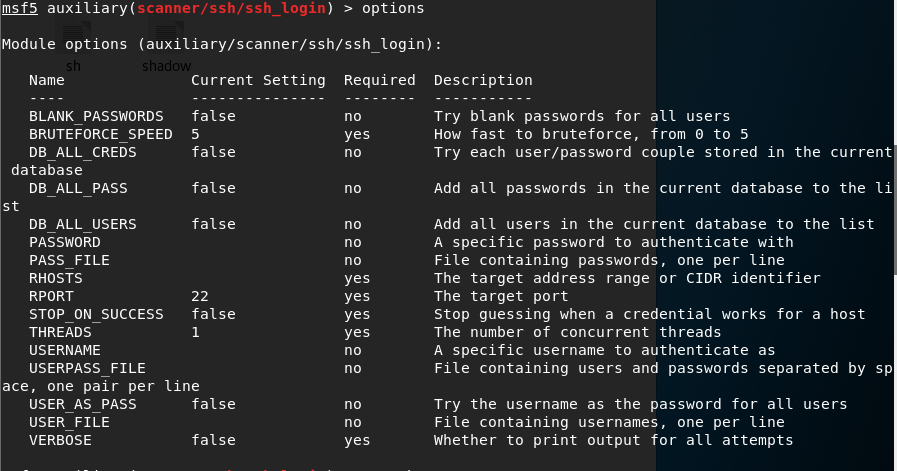 msf5 auxiliary(scanner/ssh/ssh_login) > options
sh
shadow
Module options (auxiliary/scanner/ssh/ssh_login):
Name Current Setting Required Description
---- --------------- -------- -----------
BLANK_PASSWORDS false no Try blank passwords for all users
BRUTEFORCE_SPEED 5 yes How fast to bruteforce, from 0 to 5
DB_ALL_CREDS false no Try each user/password couple stored in the current
database
DB_ALL_PASS false no Add all passwords in the current database to the li
st
DB_ALL_USERS false no Add all users in the current database to the list
PASSWORD no A specific password to authenticate with
PASS_FILE no File containing passwords, one per line
RHOSTS yes The target address range or CIDR identifier
RPORT 22 yes The target port
STOP_ON_SUCCESS false yes Stop guessing when a credential works for a host
THREADS 1 yes The number of concurrent threads
USERNAME no A specific username to authenticate as
USERPASS_FILE no File containing users and passwords separated by sp
ace, one pair per line
USER_AS_PASS false no Try the username as the password for all users
USER_FILE no File containing usernames, one per line
VERBOSE false yes Whether to print output for all attempts